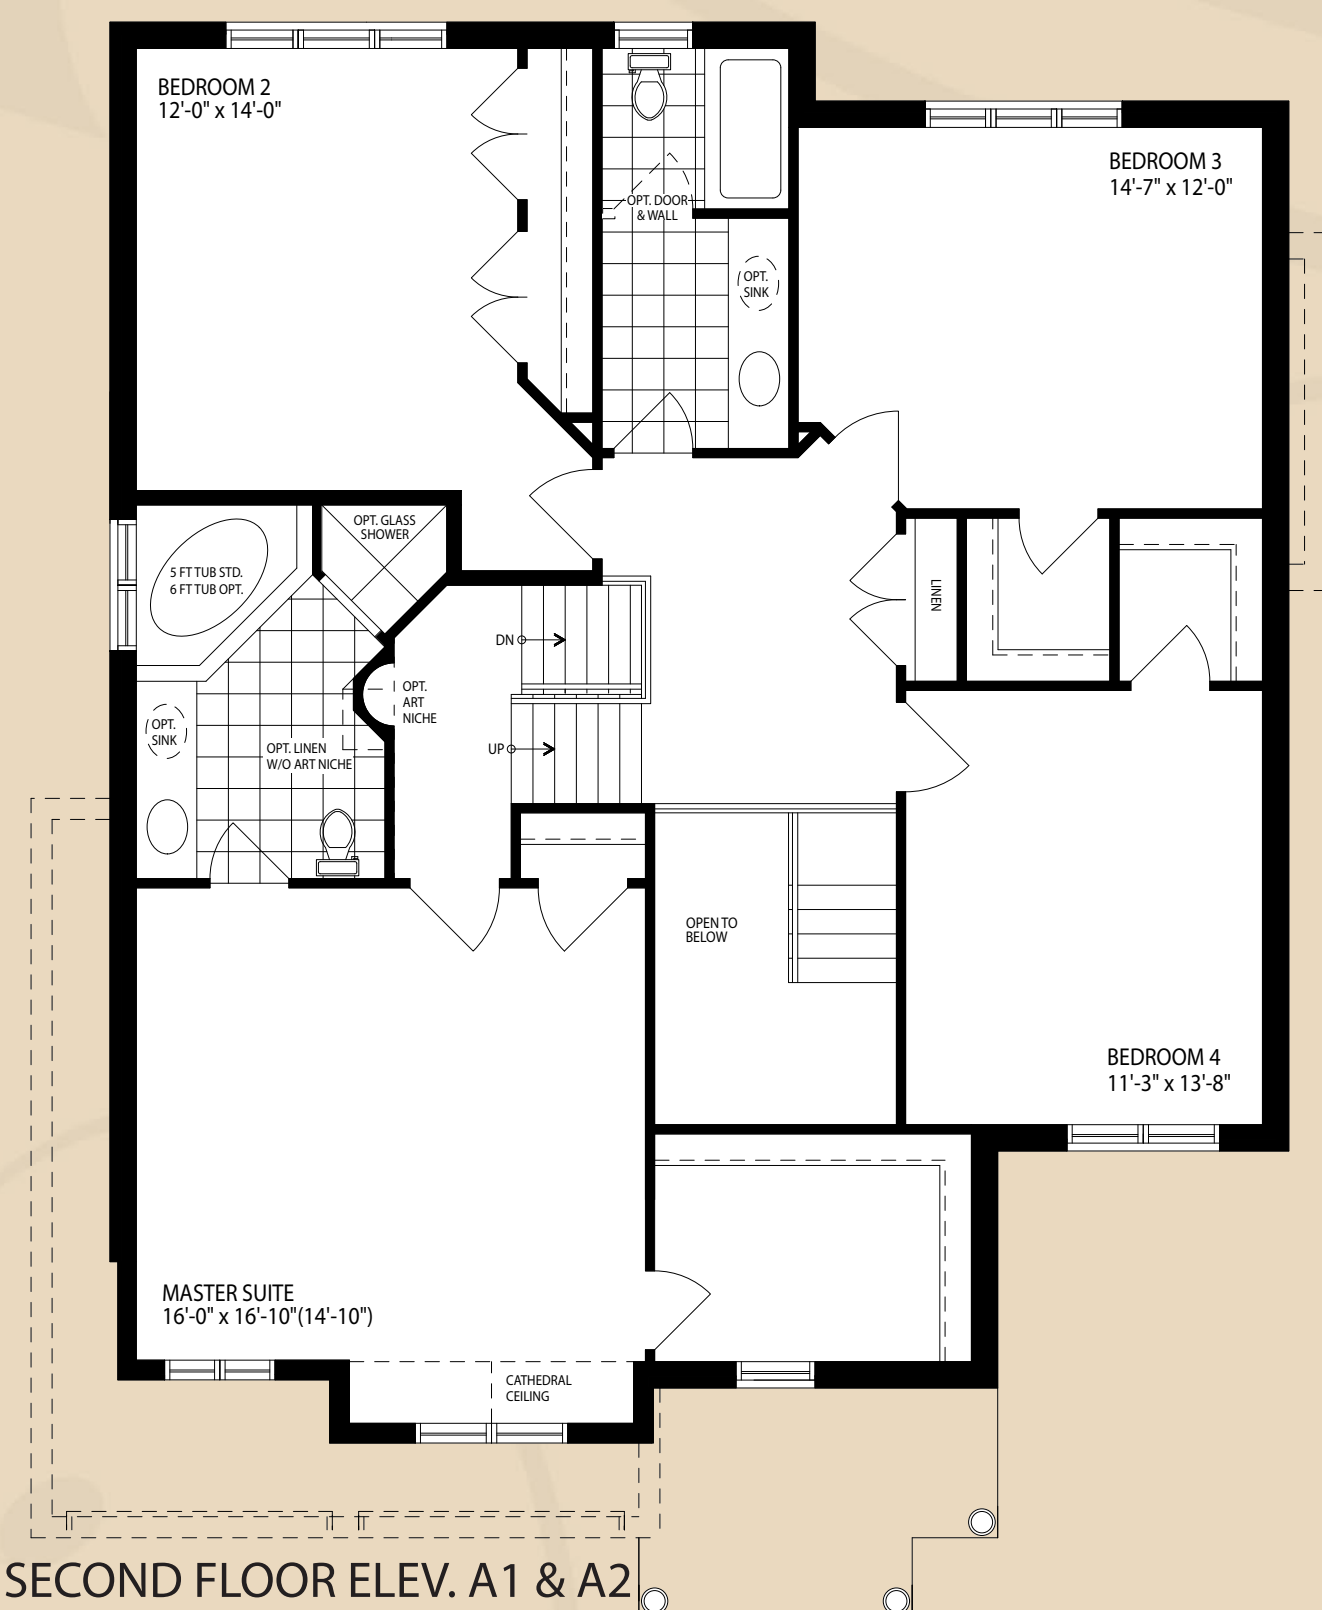 BEDROOM 2
12'-0" x 14'-0"
BEDROOM 3
14'-7" x 12'-0"
OPT. DOOR
& WALL
OPT.
SINK
OPT. GLASS
SHOWER
5 FT TUB STD.
6 FT TUB OPT.
LINEN
DN
OPT.
ART
NICHE
OPT.
SINK
OPT. LINEN
W/O ART NICHE
UP
OPEN TO
BELOW
BEDROOM 4
11'-3" x 13'-8"
MASTER SUITE
16'-0" x 16'-10"(14'-10")
CATHEDRAL
CEILING
SECOND FLOOR ELEV. A1 & A2